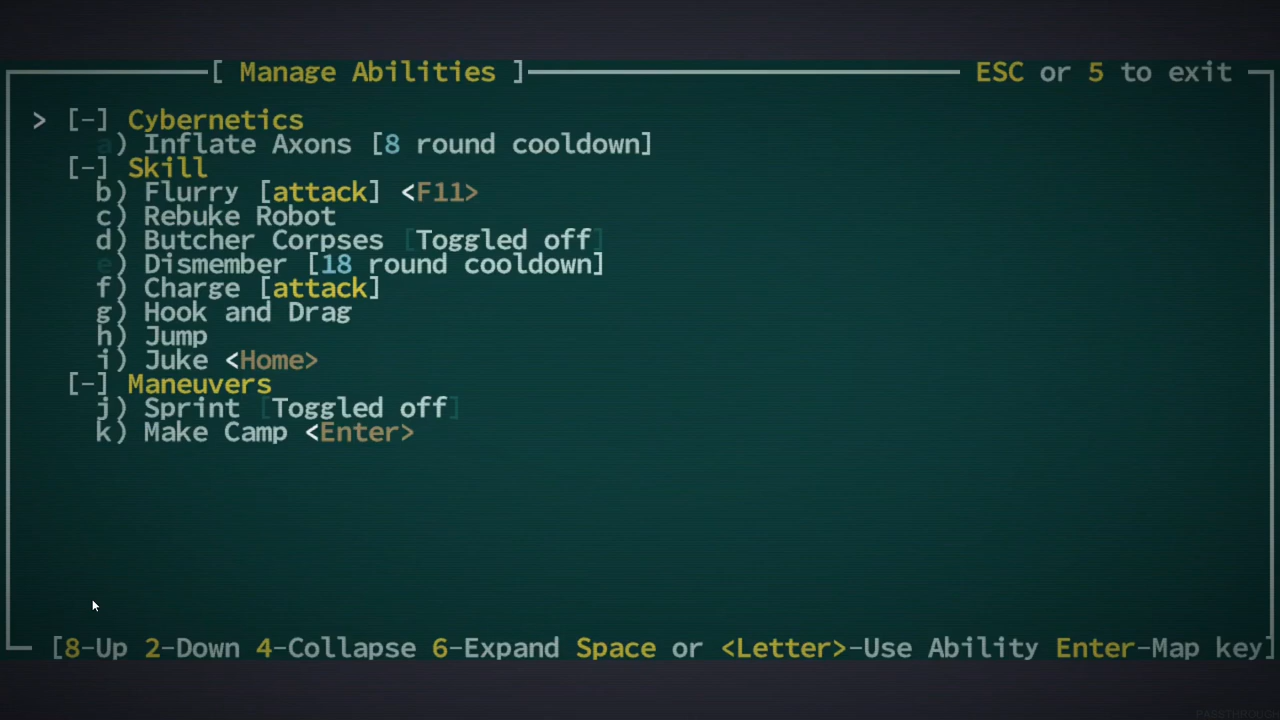 [ Manage Abilities ] ESC or 5 to exit
> [-] Cybernetics
a) Inflate Axons [8 round cooldown]
[-] Skill
b) Flurry [attack] <F11>
c) Rebuke Robot
d) Butcher Corpses [Toggled off]
e) Dismember [18 round cooldown]
f) Charge [attack]
g) Hook and Drag
h) Jump
i) Juke <Home>
[-] Maneuvers
j) Sprint [Toggled off]
k) Make Camp <Enter>
[8-Up 2-Down 4-Collapse 6-Expand Space or <Letter>-Use Ability Enter-Map key]